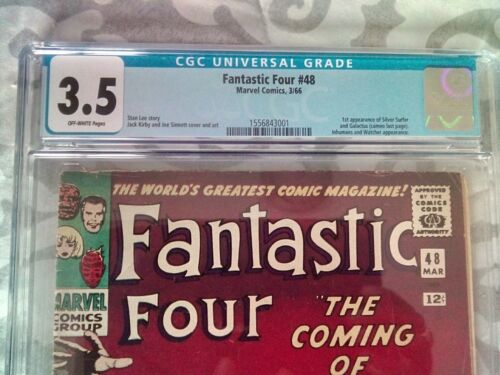 CGC UNIVERSAL GRADE
Fantastic Four #48
Marvel Comics, 3/66
3.5
OFF-WHITE Pages
Stan Lee story
Jack Kirby and Joe Sinnott cover and art
1556843001
1st appearance of Silver Surfer
and Galactus (cameo last page).
Inhumans and Watcher appearance.
THE WORLD'S GREATEST COMIC MAGAZINE!
APPROVED
BY THE
COMICS
CODE
AUTHORITY
FANTASTIC
FOUR
48
MAR
12¢
MARVEL
COMICS
GROUP
"THE
COMING
OF